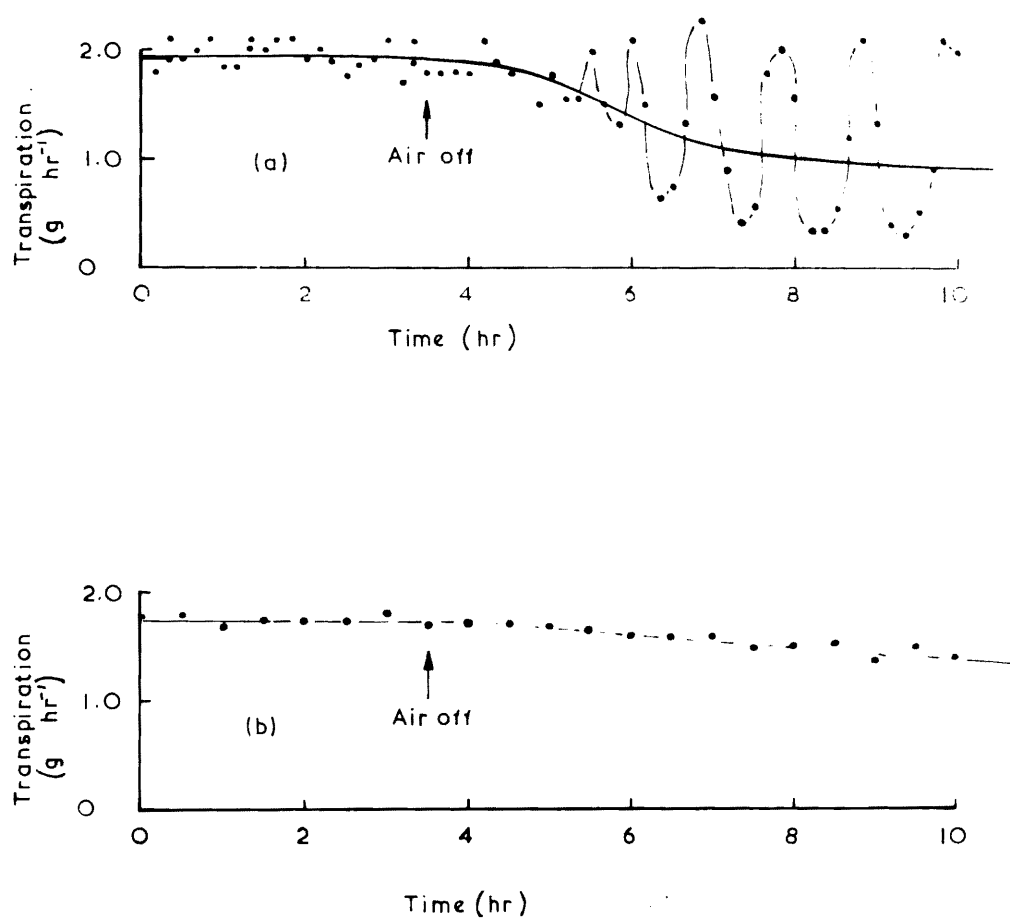 Transpiration
(g hr⁻¹)
2.0
1.0
0
(a)
Air off
0 2 4 6 8 10
Time (hr)
Transpiration
(g hr⁻¹)
2.0
1.0
0
(b)
Air off
0 2 4 6 8 10
Time (hr)